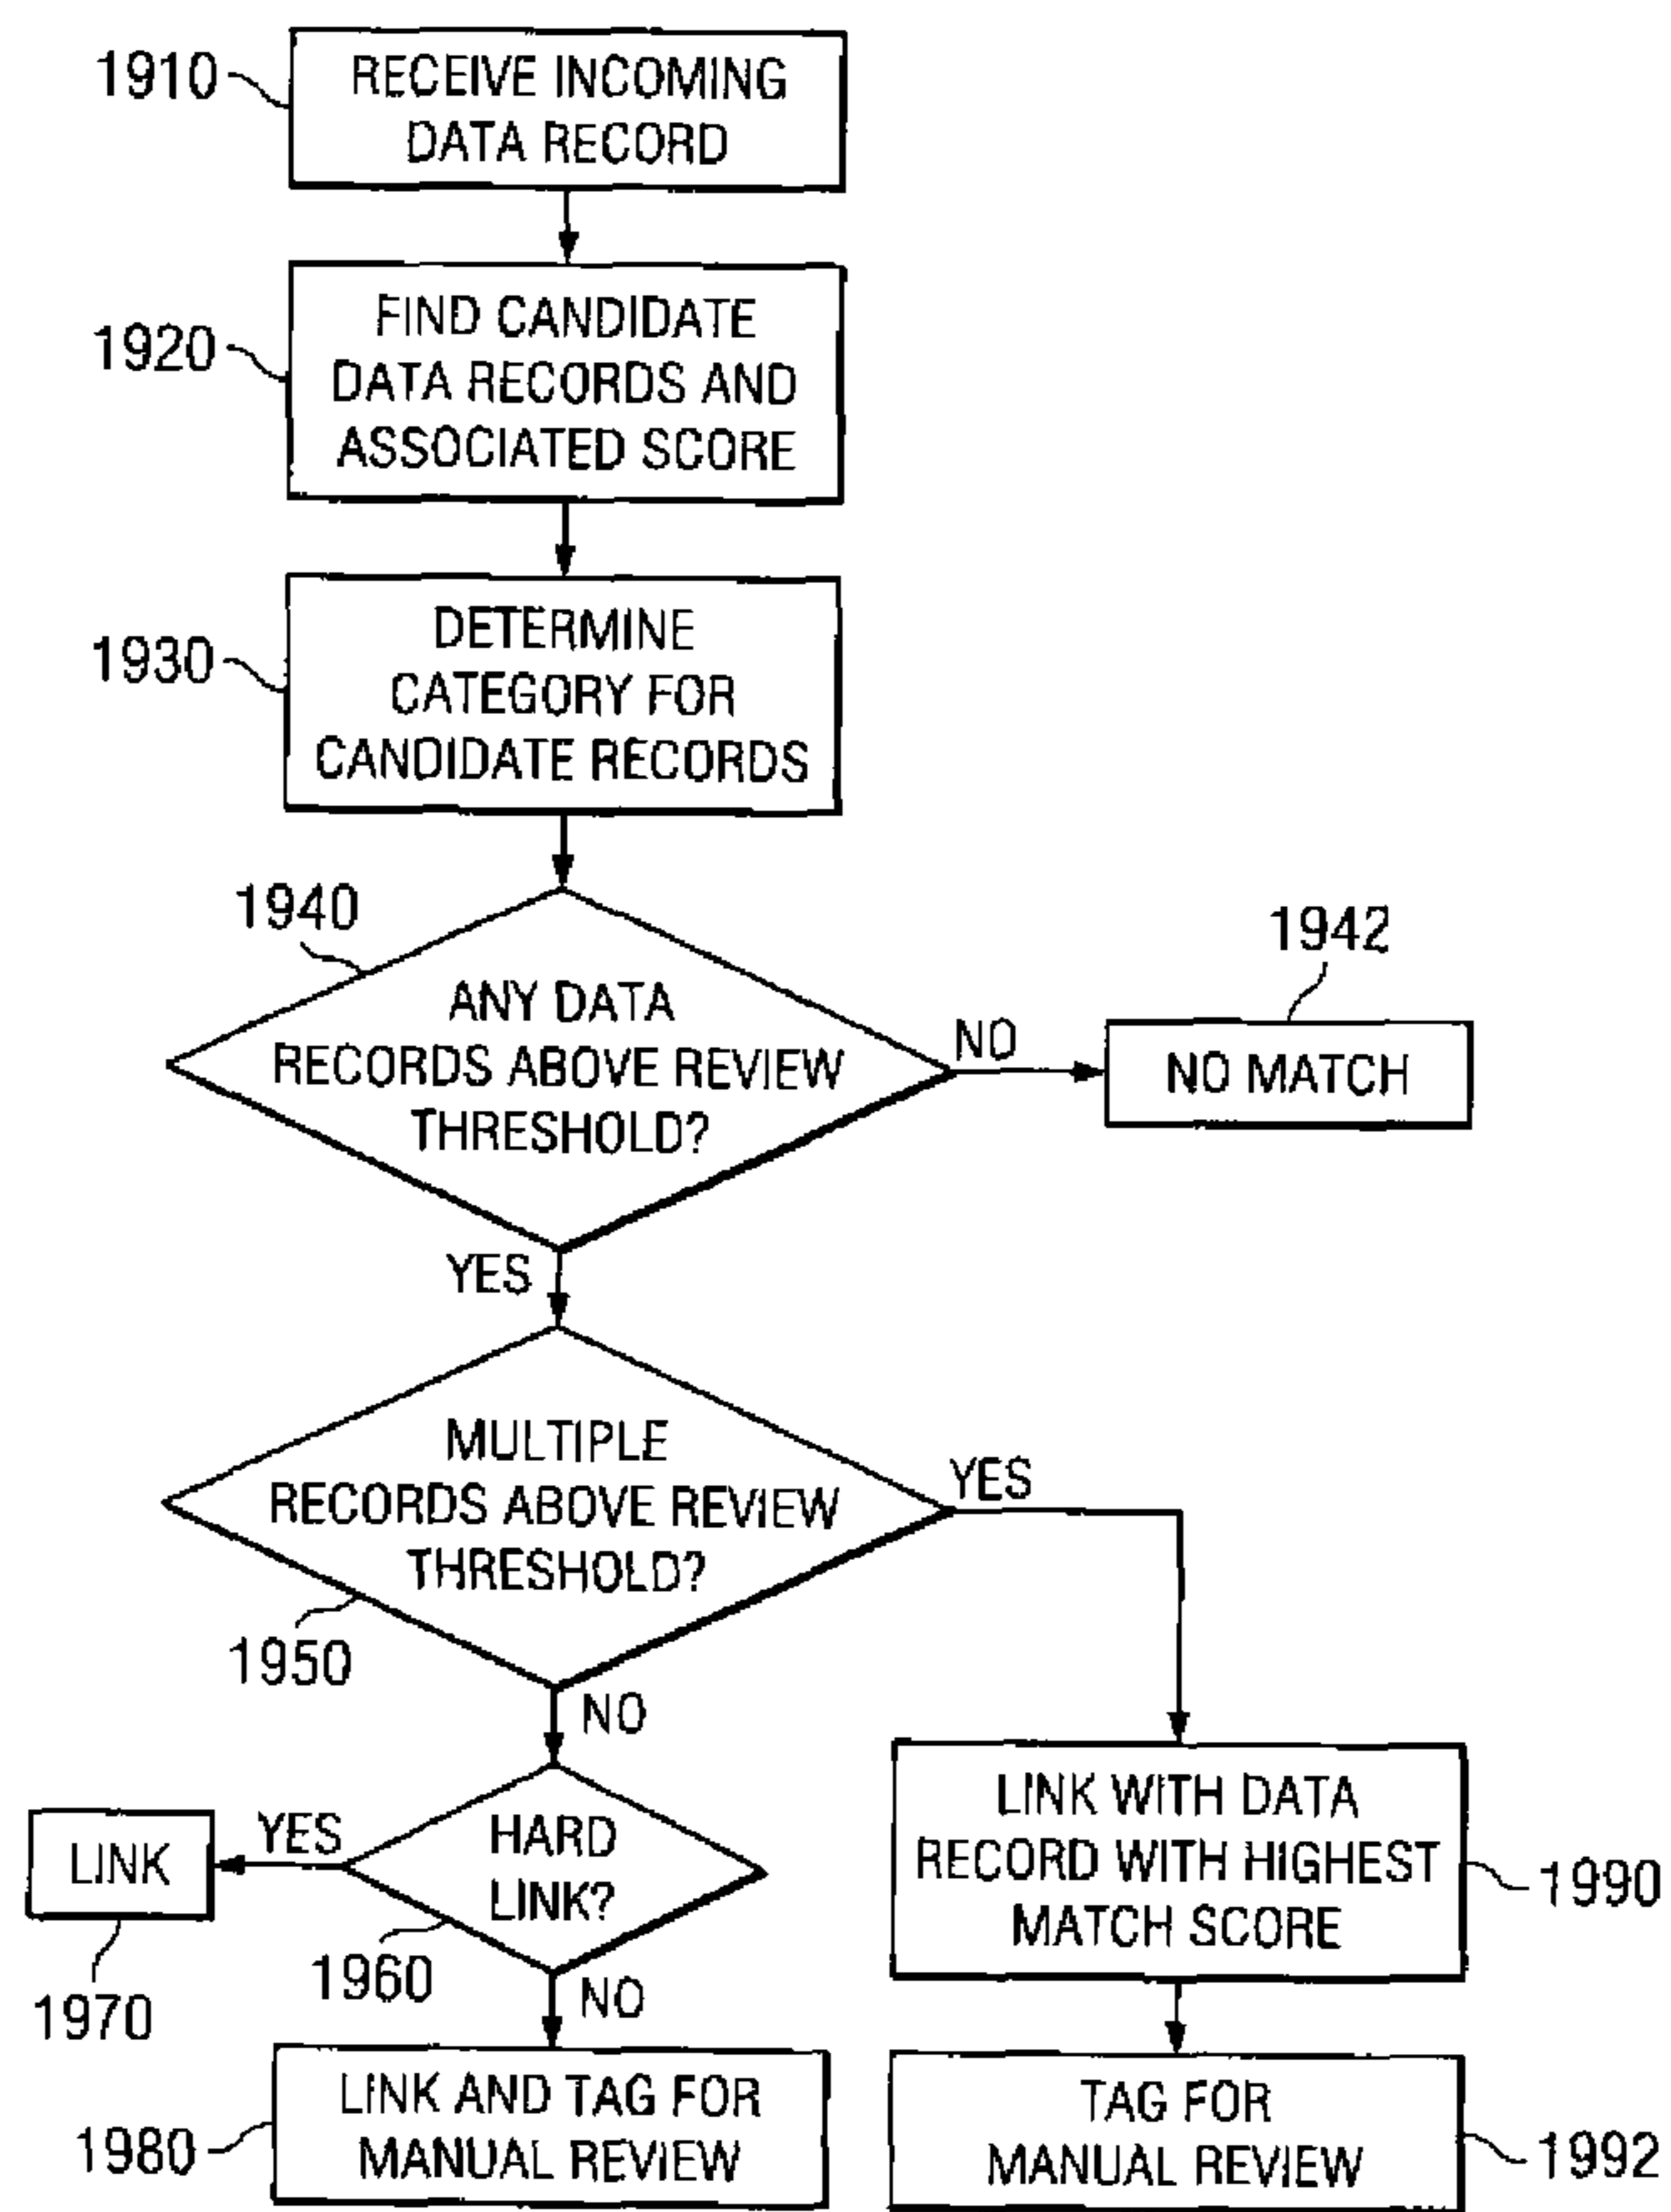 1910
RECEIVE INCOMING
DATA RECORD
1920
FIND CANDIDATE
DATA RECORDS AND
ASSOCIATED SCORE
1930
DETERMINE
CATEGORY FOR
CANDIDATE RECORDS
1940
ANY DATA
RECORDS ABOVE REVIEW
THRESHOLD?
NO
1942
NO MATCH
YES
MULTIPLE
RECORDS ABOVE REVIEW
THRESHOLD?
1950
YES
NO
HARD
LINK?
1960
YES
LINK
1970
NO
LINK AND TAG FOR
MANUAL REVIEW
1980
LINK WITH DATA
RECORD WITH HIGHEST
MATCH SCORE
1990
TAG FOR
MANUAL REVIEW
1992